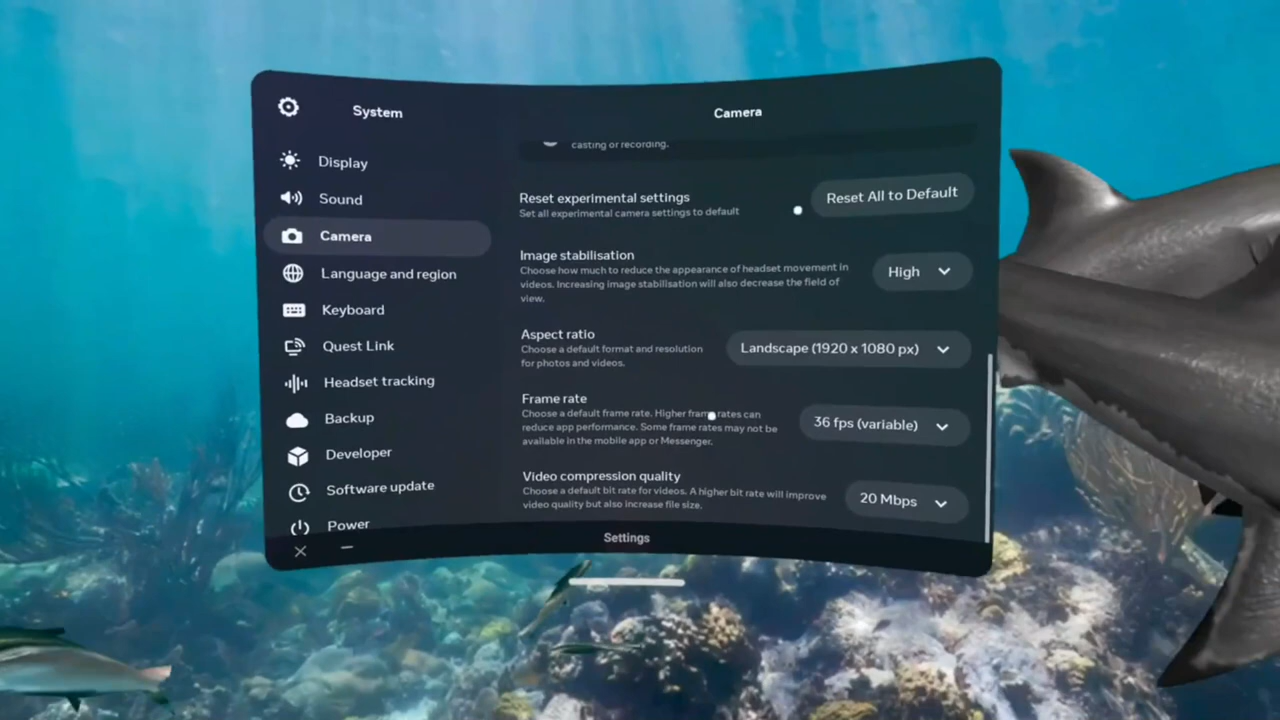 System
Display
Sound
Camera
Language and region
Keyboard
Quest Link
Headset tracking
Backup
Developer
Software update
Power
Camera
casting or recording.
Reset experimental settings
Set all experimental camera settings to default
Reset All to Default
Image stabilisation
Choose how much to reduce the appearance of headset movement in
videos. Increasing image stabilisation will also decrease the field of
view.
High
Aspect ratio
Choose a default format and resolution
for photos and videos.
Landscape (1920 x 1080 px)
Frame rate
Choose a default frame rate. Higher frame rates can
reduce app performance. Some frame rates may not be
available in the mobile app or Messenger.
36 fps (variable)
Video compression quality
Choose a default bit rate for videos. A higher bit rate will improve
video quality but also increase file size.
20 Mbps
Settings